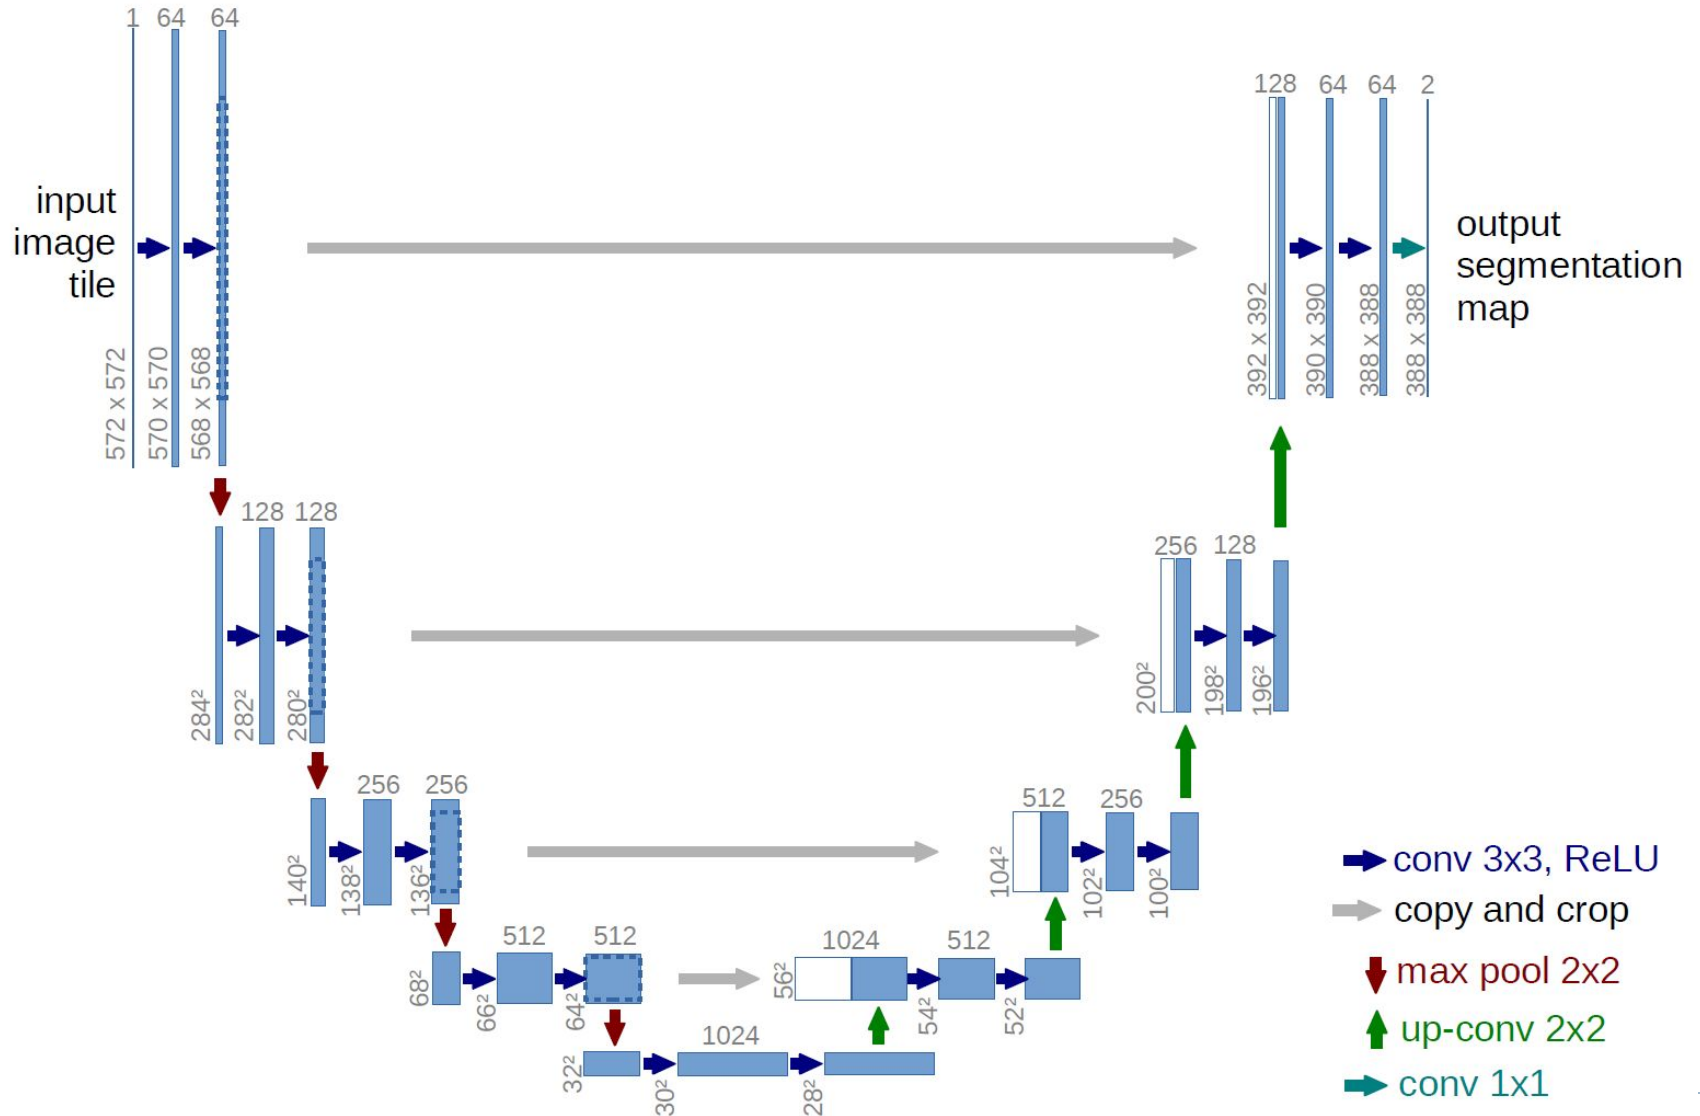 1 64 64
128 64 64 2
input
image
tile
output
segmentation
map
572 x 572
570 x 570
568 x 568
392 x 392
390 x 390
388 x 388
388 x 388
128 128
256 128
284²
282²
280²
200²
198²
196²
256 256
512 256
140²
138²
136²
104²
102²
100²
512 512
1024 512
68²
66²
64²
56²
54²
52²
1024
32²
30²
28²
conv 3x3, ReLU
copy and crop
max pool 2x2
up-conv 2x2
conv 1x1